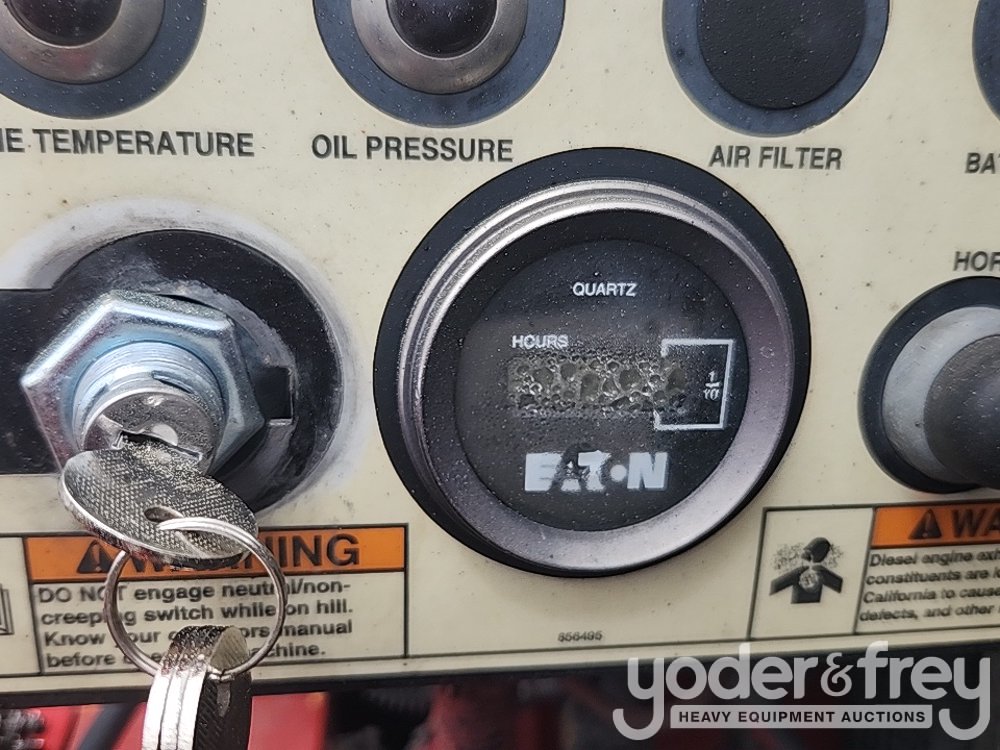 TEMPERATURE
OIL PRESSURE
AIR FILTER
QUARTZ
HOURS
1/10
EATON
DO NOT engage neutral/non-
creeping switch while on hill.
Know your manual
before
WARNING
Diesel engine
constituents are
California to cause
defects, and other
856495
yoder&frey
HEAVY EQUIPMENT AUCTIONS